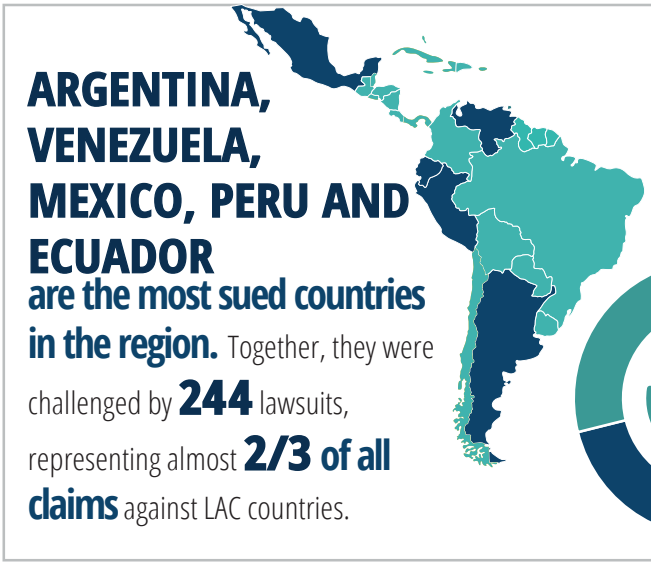 ARGENTINA,
VENEZUELA,
MEXICO, PERU AND
ECUADOR
are the most sued countries
in the region. Together, they were
challenged by 244 lawsuits,
representing almost 2/3 of all
claims against LAC countries.